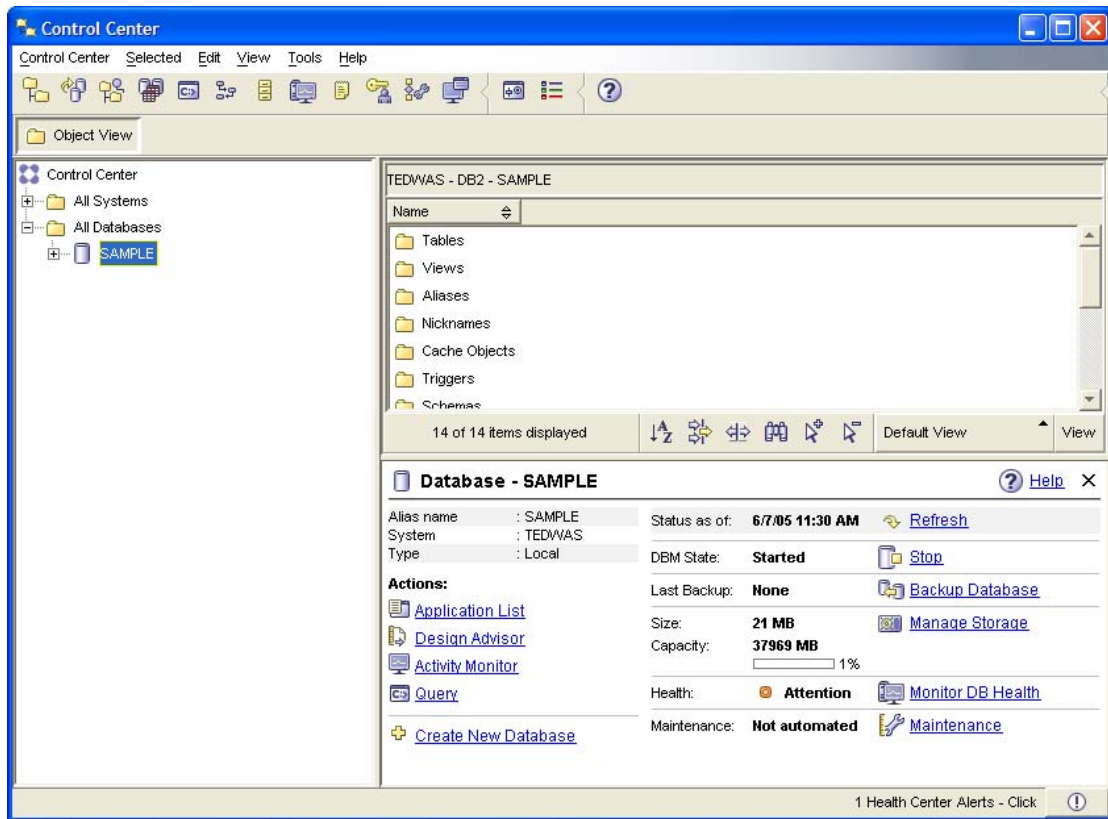 Control Center
Control Center Selected Edit View Tools Help
Object View
Control Center
All Systems
All Databases
SAMPLE
TEDWAS - DB2 - SAMPLE
Name
Tables
Views
Aliases
Nicknames
Cache Objects
Triggers
Schemas
14 of 14 items displayed
Default View
View
Database - SAMPLE
Help
Alias name : SAMPLE
System : TEDWAS
Type : Local
Actions:
Application List
Design Advisor
Activity Monitor
Query
Create New Database
Status as of: 6/7/05 11:30 AM Refresh
DBM State: Started Stop
Last Backup: None Backup Database
Size: 21 MB Manage Storage
Capacity: 37969 MB
1%
Health: Attention Monitor DB Health
Maintenance: Not automated Maintenance
1 Health Center Alerts - Click